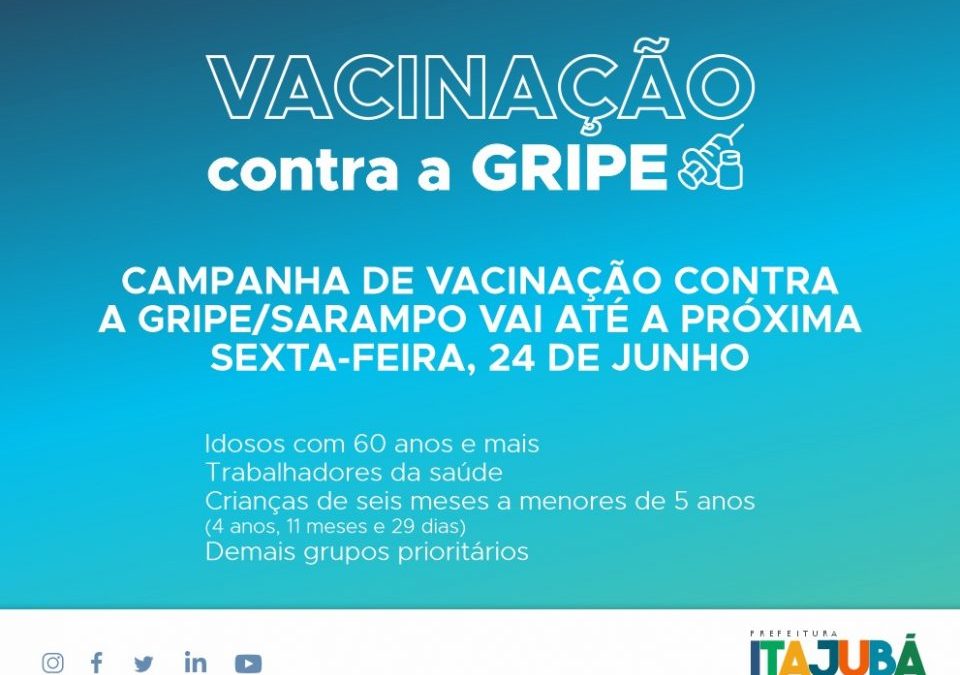 VACINAÇÃO
contra a GRIPE
CAMPANHA DE VACINAÇÃO CONTRA
A GRIPE/SARAMPO VAI ATÉ A PRÓXIMA
SEXTA-FEIRA, 24 DE JUNHO
Idosos com 60 anos e mais
Trabalhadores da saúde
Crianças de seis meses a menores de 5 anos
(4 anos, 11 meses e 29 dias)
Demais grupos prioritários
PREFEITURA
ITAJUBÁ